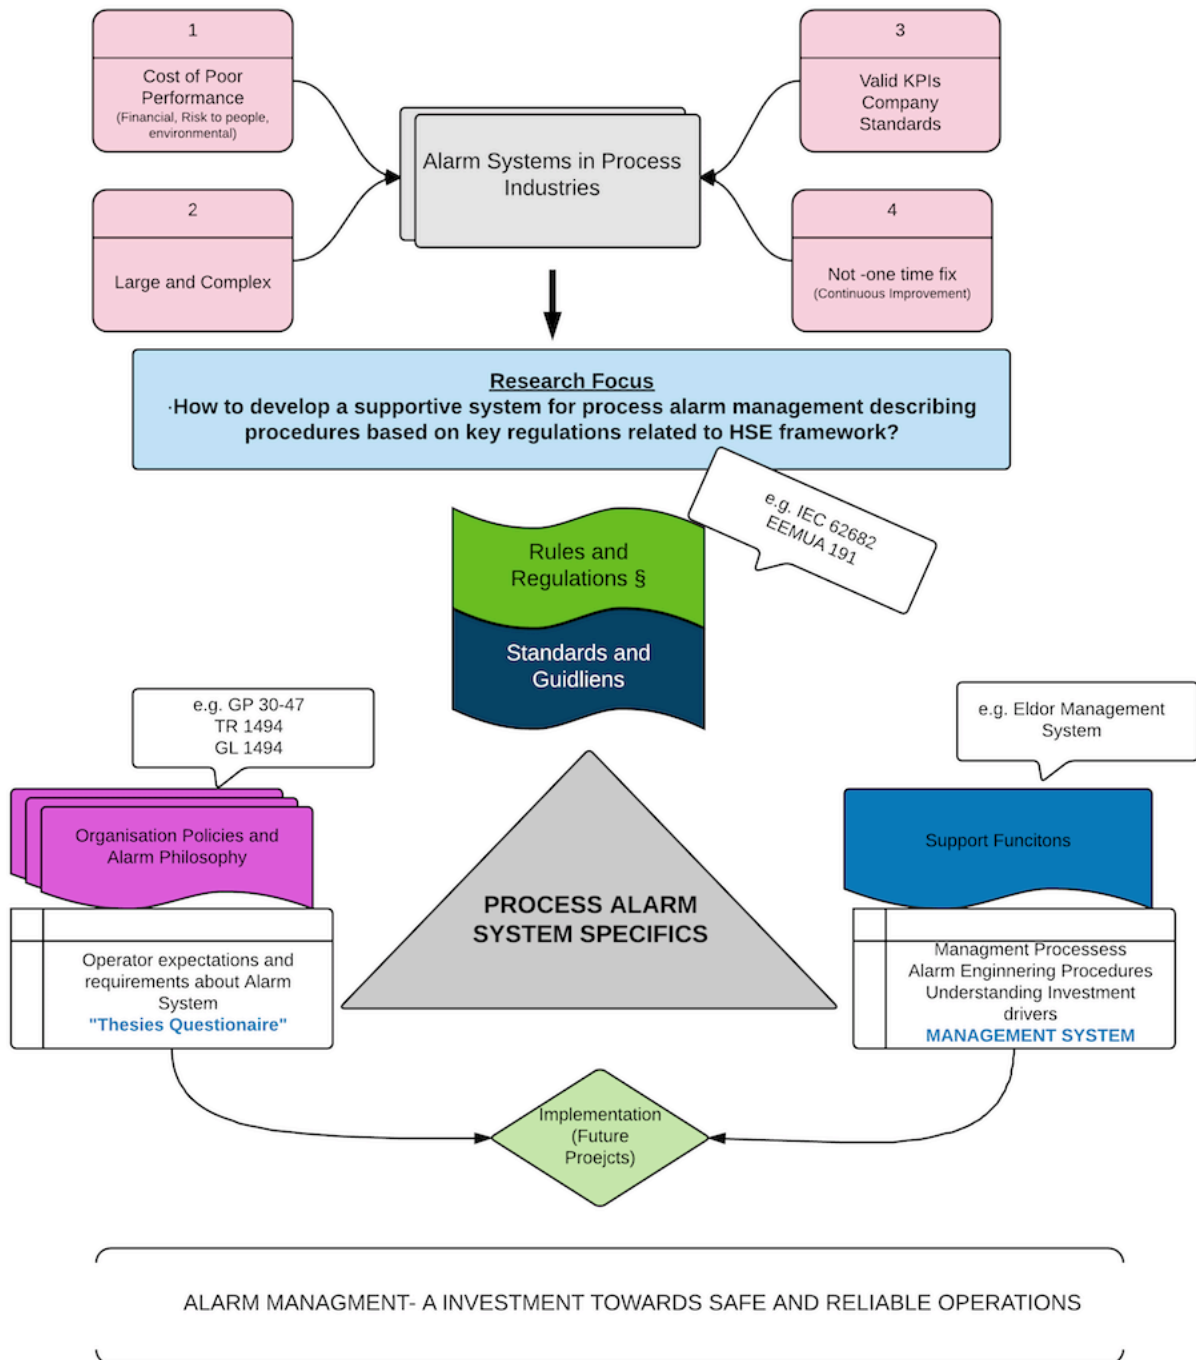 1
Cost of Poor
Performance
(Financial, Risk to people,
environmental)
2
Large and Complex
Alarm Systems in Process
Industries
3
Valid KPIs
Company
Standards
4
Not -one time fix
(Continuous Improvement)
Research Focus
·How to develop a supportive system for process alarm management describing
procedures based on key regulations related to HSE framework?
e.g. IEC 62682
EEMUA 191
Rules and
Regulations §
Standards and
Guidliens
e.g. GP 30-47
TR 1494
GL 1494
Organisation Policies and
Alarm Philosophy
Operator expectations and
requirements about Alarm
System
"Thesies Questionaire"
PROCESS ALARM
SYSTEM SPECIFICS
e.g. Eldor Management
System
Support Funcitons
Managment Processess
Alarm Enginnering Procedures
Understanding Investment
drivers
MANAGEMENT SYSTEM
Implementation
(Future
Proejcts)
ALARM MANAGMENT- A INVESTMENT TOWARDS SAFE AND RELIABLE OPERATIONS